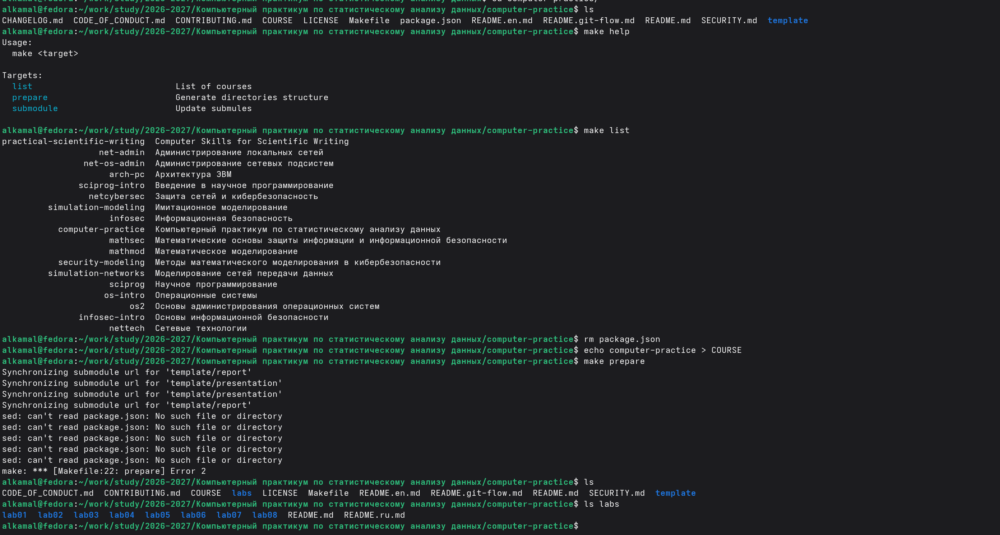 alkamal@fedora:~/work/study/2026-2027/Компьютерный практикум по статистическому анализу данных$ cd computer-practice/
alkamal@fedora:~/work/study/2026-2027/Компьютерный практикум по статистическому анализу данных/computer-practice$ ls
CHANGELOG.md  CODE_OF_CONDUCT.md  CONTRIBUTING.md  COURSE  LICENSE  Makefile  package.json  README.en.md  README.git-flow.md  README.md  SECURITY.md  template
alkamal@fedora:~/work/study/2026-2027/Компьютерный практикум по статистическому анализу данных/computer-practice$ make help
Usage:
  make <target>
Targets:
  list                            List of courses
  prepare                         Generate directories structure
  submodule                       Update submules
alkamal@fedora:~/work/study/2026-2027/Компьютерный практикум по статистическому анализу данных/computer-practice$ make list
practical-scientific-writing  Computer Skills for Scientific Writing
                   net-admin  Администрирование локальных сетей
                net-os-admin  Администрирование сетевых подсистем
                     arch-pc  Архитектура ЭВМ
               sciprog-intro  Введение в научное программирование
                 netcybersec  Защита сетей и кибербезопасность
         simulation-modeling  Имитационное моделирование
                     infosec  Информационная безопасность
           computer-practice  Компьютерный практикум по статистическому анализу данных
                     mathsec  Математические основы защиты информации и информационной безопасности
                     mathmod  Математическое моделирование
           security-modeling  Методы математического моделирования в кибербезопасности
         simulation-networks  Моделирование сетей передачи данных
                     sciprog  Научное программирование
                    os-intro  Операционные системы
                         os2  Основы администрирования операционных систем
               infosec-intro  Основы информационной безопасности
                     nettech  Сетевые технологии
alkamal@fedora:~/work/study/2026-2027/Компьютерный практикум по статистическому анализу данных/computer-practice$ rm package.json
alkamal@fedora:~/work/study/2026-2027/Компьютерный практикум по статистическому анализу данных/computer-practice$ echo computer-practice > COURSE
alkamal@fedora:~/work/study/2026-2027/Компьютерный практикум по статистическому анализу данных/computer-practice$ make prepare
Synchronizing submodule url for 'template/report'
Synchronizing submodule url for 'template/presentation'
Synchronizing submodule url for 'template/presentation'
Synchronizing submodule url for 'template/report'
sed: can't read package.json: No such file or directory
sed: can't read package.json: No such file or directory
sed: can't read package.json: No such file or directory
sed: can't read package.json: No such file or directory
sed: can't read package.json: No such file or directory
make: *** [Makefile:22: prepare] Error 2
alkamal@fedora:~/work/study/2026-2027/Компьютерный практикум по статистическому анализу данных/computer-practice$ ls
CODE_OF_CONDUCT.md  CONTRIBUTING.md  COURSE  labs  LICENSE  Makefile  README.en.md  README.git-flow.md  README.md  SECURITY.md  template
alkamal@fedora:~/work/study/2026-2027/Компьютерный практикум по статистическому анализу данных/computer-practice$ ls labs
lab01  lab02  lab03  lab04  lab05  lab06  lab07  lab08  README.md  README.ru.md
alkamal@fedora:~/work/study/2026-2027/Компьютерный практикум по статистическому анализу данных/computer-practice$